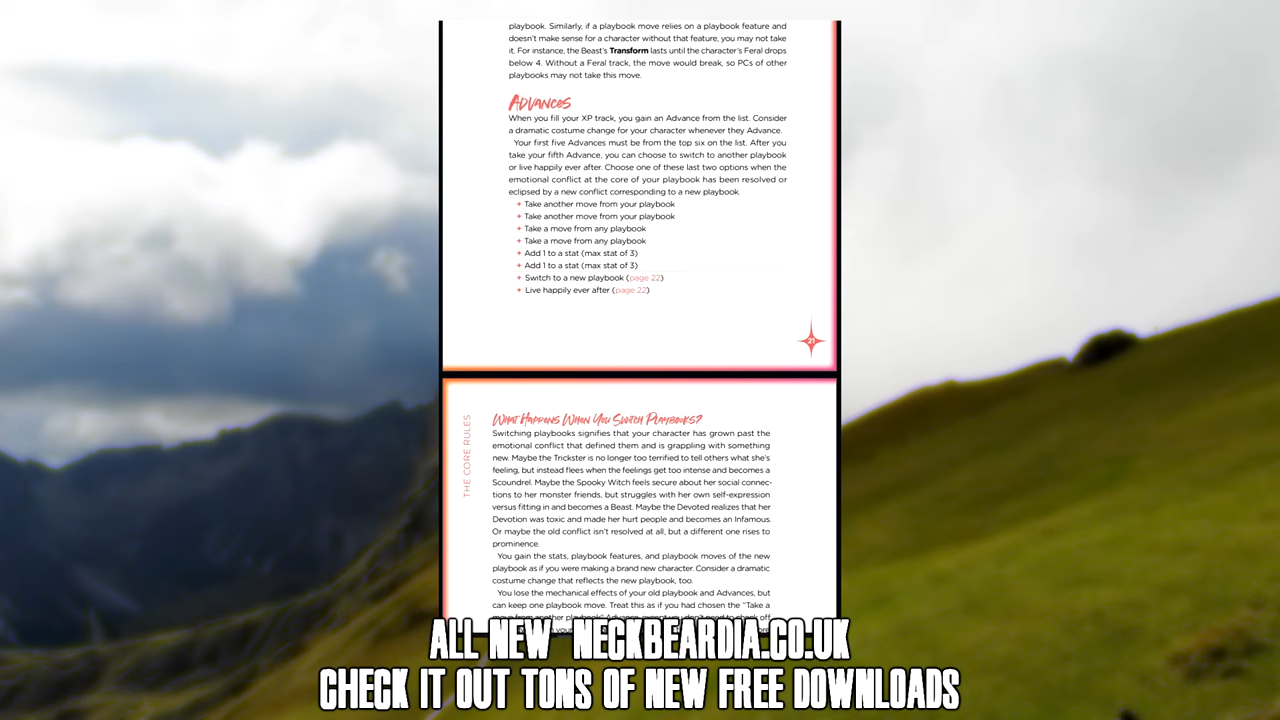 playbook. Similarly, if a playbook move relies on a playbook feature and
doesn't make sense for a character without that feature, you may not take
it. For instance, the Beast's Transform lasts until the character's Feral drops
below 4. Without a Feral track, the move would break, so PCs of other
playbooks may not take this move.
Advances
When you fill your XP track, you gain an Advance from the list. Consider
a dramatic costume change for your character whenever they Advance.
Your first five Advances must be from the top six on the list. After you
take your fifth Advance, you can choose to switch to another playbook
or live happily ever after. Choose one of these last two options when the
emotional conflict at the core of your playbook has been resolved or
eclipsed by a new conflict corresponding to a new playbook.
+ Take another move from your playbook
+ Take another move from your playbook
+ Take a move from any playbook
+ Take a move from any playbook
+ Add 1 to a stat (max stat of 3)
+ Add 1 to a stat (max stat of 3)
+ Switch to a new playbook (page 22)
+ Live happily ever after (page 22)
21
THE CORE RULES
What Happens When You Switch Playbooks?
Switching playbooks signifies that your character has grown past the
emotional conflict that defined them and is grappling with something
new. Maybe the Trickster is no longer too terrified to tell others what she's
feeling, but instead flees when the feelings get too intense and becomes a
Scoundrel. Maybe the Spooky Witch feels secure about her social connec-
tions to her monster friends, but struggles with her own self-expression
versus fitting in and becomes a Beast. Maybe the Devoted realizes that her
Devotion was toxic and made her hurt people and becomes an Infamous.
Or maybe the old conflict isn't resolved at all, but a different one rises to
prominence.
You gain the stats, playbook features, and playbook moves of the new
playbook as if you were making a brand new character. Consider a dramatic
costume change that reflects the new playbook, too.
You lose the mechanical effects of your old playbook and Advances, but
can keep one playbook move. Treat this as if you had chosen the "Take a
move from another playbook" Advance, except you don't need to check off
ALL NEW NECKBEARDIA.CO.UK
CHECK IT OUT TONS OF NEW FREE DOWNLOADS